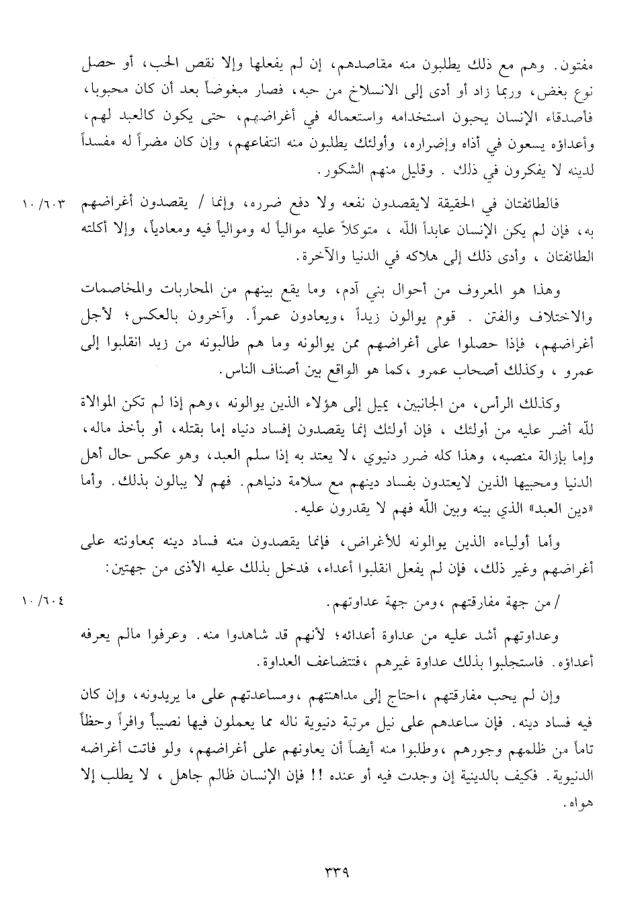 مفتون. وهم مع ذلك يطلبون منه مقاصدهم، إن لم يفعلها وإلا نقص الحب، أو حصل
نوع بغض، وربما زاد أو أدى إلى الانسلاخ من حبه، فصار مبغوضاً بعد أن كان محبوبا،
فأصدقاء الإنسان يحبون استخدامه واستعماله في أغراضهم، حتى يكون كالعبد لهم،
وأعداؤه يسعون في أذاه وإضراره، وأولئك يطلبون منه انتفاعهم، وإن كان مضراً له مفسداً
لدينه لا يفكرون في ذلك . وقليل منهم الشكور.
فالطائفتان في الحقيقة لايقصدون نفعه ولا دفع ضرره، وإنما / يقصدون أغراضهم ١٠/٦٠٣
به، فإن لم يكن الإنسان عابداً الله ، متوكلاً عليه موالياً له وموالياً فيه ومعادياً، وإلا أكلته
الطائفتان ، وأدى ذلك إلى هلاكه في الدنيا والآخرة.
وهذا هو المعروف من أحوال بني آدم، وما يقع بينهم من المحاربات والمخاصمات
والاختلاف والفتن . قوم يوالون زيداً ، ويعادون عمراً. وآخرون بالعكس؛ لأجل
أغراضهم، فإذا حصلوا على أغراضهم ممن يوالونه وما هم طالبونه من زيد انقلبوا إلى
عمرو ، وكذلك أصحاب عمرو ، كما هو الواقع بين أصناف الناس.
وكذلك الرأس، من الجانبين، يميل إلى هؤلاء الذين يوالونه ، وهم إذا لم تكن الموالاة
لله أضر عليه من أولئك ، فإن أولئك إنما يقصدون إفساد دنياه إما بقتله، أو بأخذ ماله،
وإما بإزالة منصبه، وهذا كله ضرر دنيوي ، لا يعتد به إذا سلم العبد، وهو عكس حال أهل
الدنيا ومحبيها الذين لايعتدون بفساد دينهم مع سلامة دنياهم. فهم لا يبالون بذلك. وأما
«دين العبد» الذي بينه وبين الله فهم لا يقدرون عليه.
وأما أولياءه الذين يوالونه للأغراض، فإنما يقصدون منه فساد دينه بمعاونته على
أغراضهم وغير ذلك، فإن لم يفعل انقلبوا أعداء، فدخل بذلك عليه الأذى من جهتين:
/ من جهة مفارقتهم ، ومن جهة عداوتهم. ١٠/٦٠٤
وعداوتهم أشد عليه من عداوة أعدائه؛ لأنهم قد شاهدوا منه. وعرفوا مالم يعرفه
أعداؤه. فاستجلبوا بذلك عداوة غيرهم ، فتتضاعف العداوة.
وإن لم يحب مفارقتهم ، احتاج إلى مداهنتهم ، ومساعدتهم على ما يريدونه، وإن كان
فيه فساد دينه. فإن ساعدهم على نيل مرتبة دنيوية ناله مما يعملون فيها نصيباً وافراً وحظاً
تاماً من ظلمهم وجورهم ، وطلبوا منه أيضاً أن يعاونهم على أغراضهم، ولو فاتت أغراضه
الدنيوية. فكيف بالدينية إن وجدت فيه أو عنده !! فإن الإنسان ظالم جاهل ، لا يطلب إلا
هواه.
٣٣٩